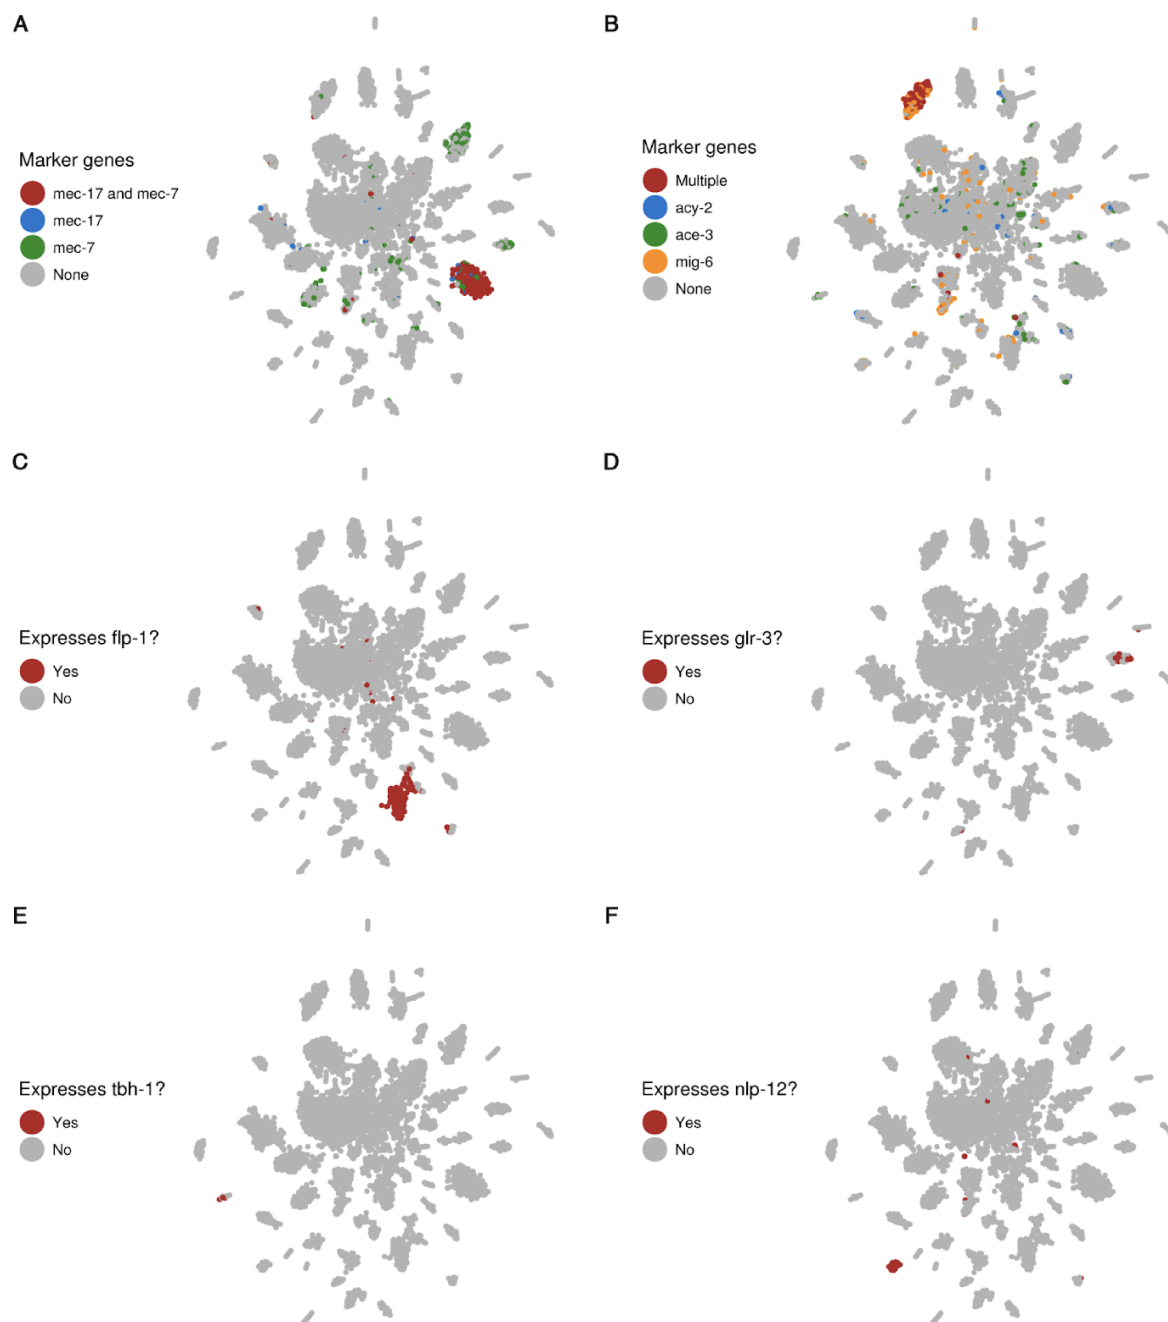 A
Marker genes
mec-17 and mec-7
mec-17
mec-7
None
B
Marker genes
Multiple
acy-2
ace-3
mig-6
None
C
Expresses flp-1?
Yes
No
D
Expresses glr-3?
Yes
No
E
Expresses tbh-1?
Yes
No
F
Expresses nlp-12?
Yes
No